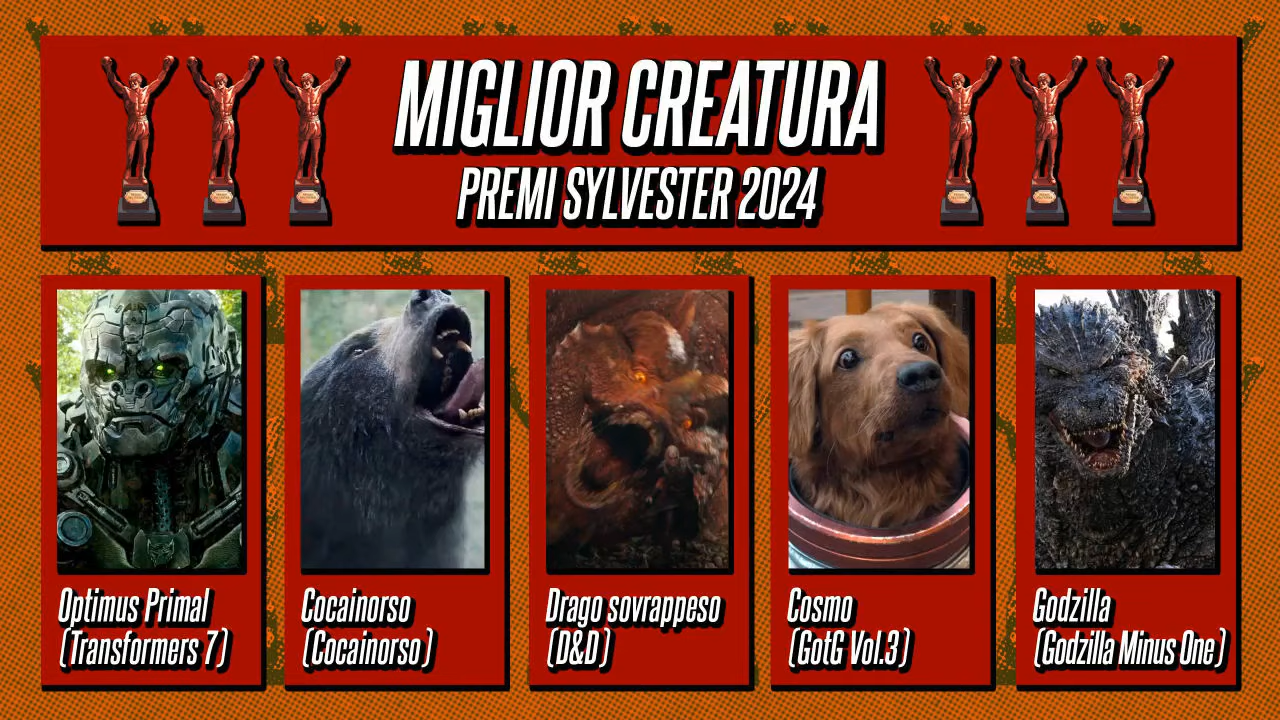 MIGLIOR CREATURA
PREMI SYLVESTER 2024
Optimus Primal
(Transformers 7)
Cocainorso
(Cocainorso)
Drago sovrappeso
(D&D)
Cosmo
(GotG Vol.3)
Godzilla
(Godzilla Minus One)